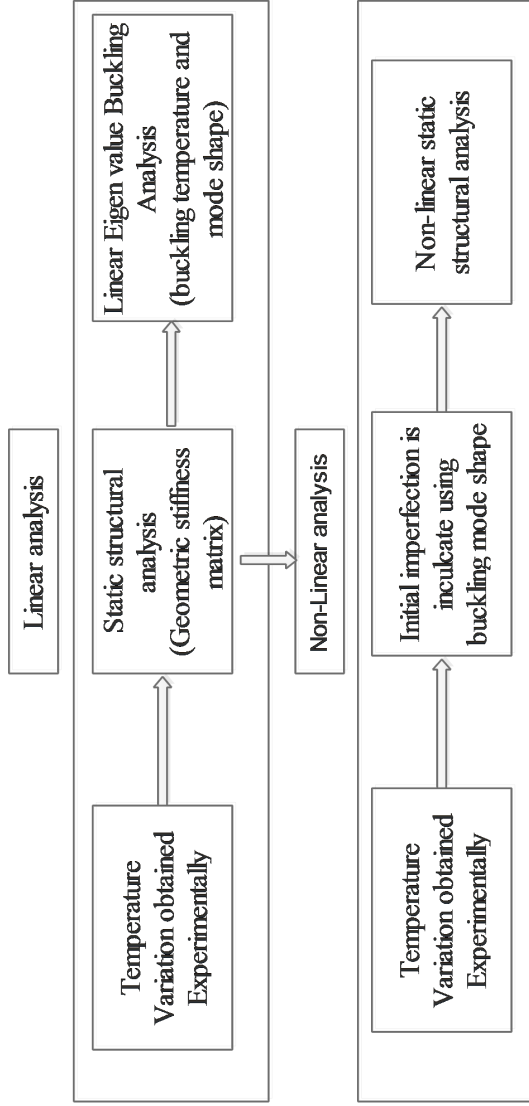 Linear analysis
Temperature
Variation obtained
Experimentally
Static structural
analysis
(Geometric stiffness
matrix)
Linear Eigen value Buckling
Analysis
(buckling temperature and
mode shape)
Non-Linear analysis
Temperature
Variation obtained
Experimentally
Initial imperfection is
inculcate using
buckling mode shape
Non-linear static
structural analysis